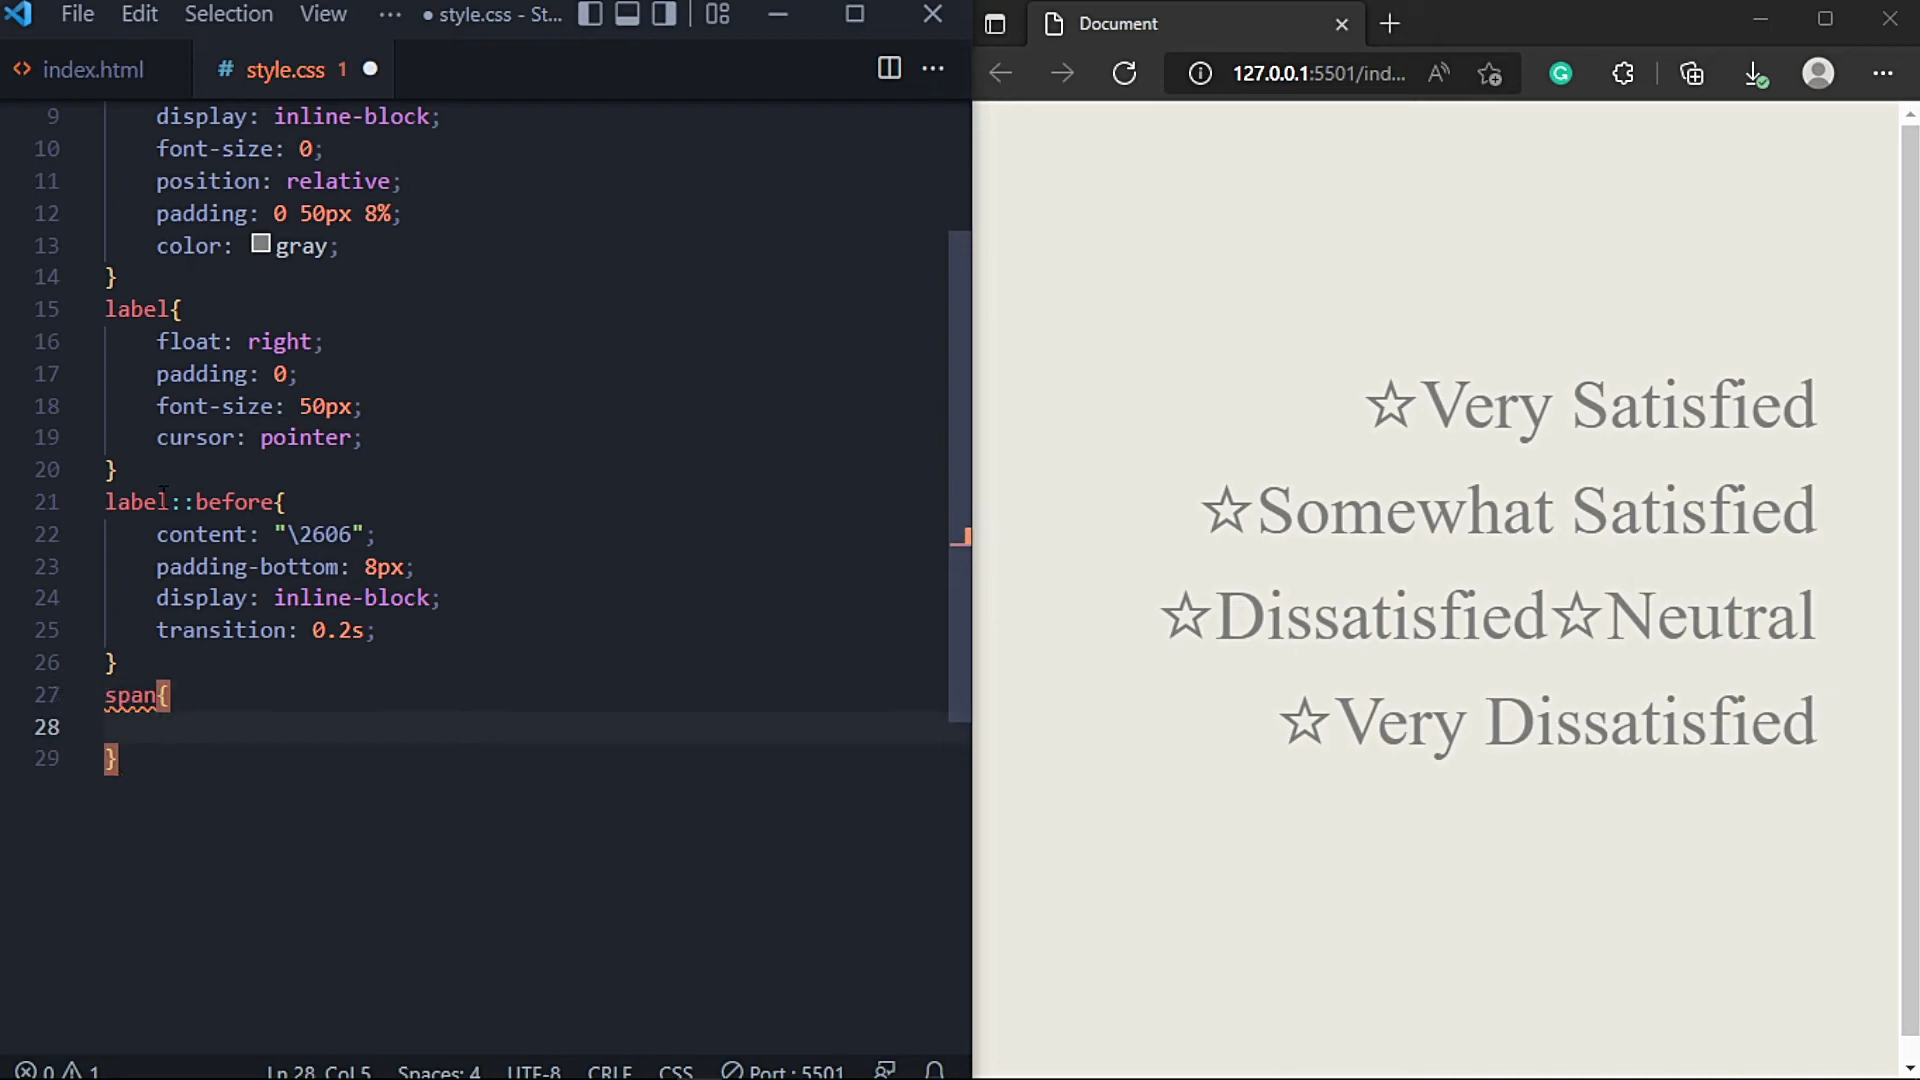 File Edit Selection View ··· ● style.css - St...
index.html # style.css 1 ●
9 display: inline-block;
10 font-size: 0;
11 position: relative;
12 padding: 0 50px 8%;
13 color: gray;
14 }
15 label{
16 float: right;
17 padding: 0;
18 font-size: 50px;
19 cursor: pointer;
20 }
21 label::before{
22 content: "\2606";
23 padding-bottom: 8px;
24 display: inline-block;
25 transition: 0.2s;
26 }
27 span{
28
29 }
0 1 Ln 28, Col 5 Spaces: 4 UTF-8 CRLF CSS Port : 5501
Document
127.0.0.1:5501/ind...
☆Very Satisfied
☆Somewhat Satisfied
☆Dissatisfied☆Neutral
☆Very Dissatisfied